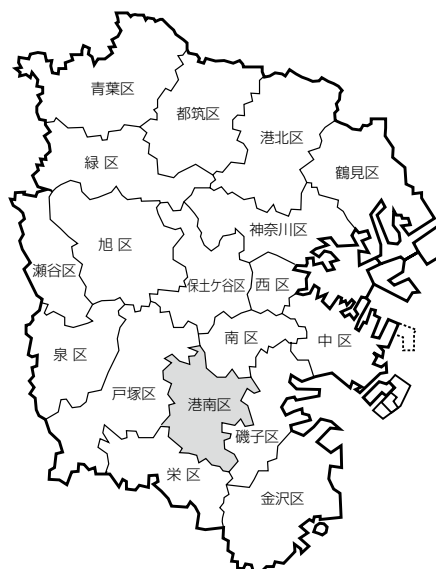 青葉区
都筑区
港北区
緑 区
鶴見区
神奈川区
旭 区
瀬谷区
保土ケ谷区
西 区
南 区
中 区
泉 区
戸塚区
港南区
磯子区
栄 区
金沢区